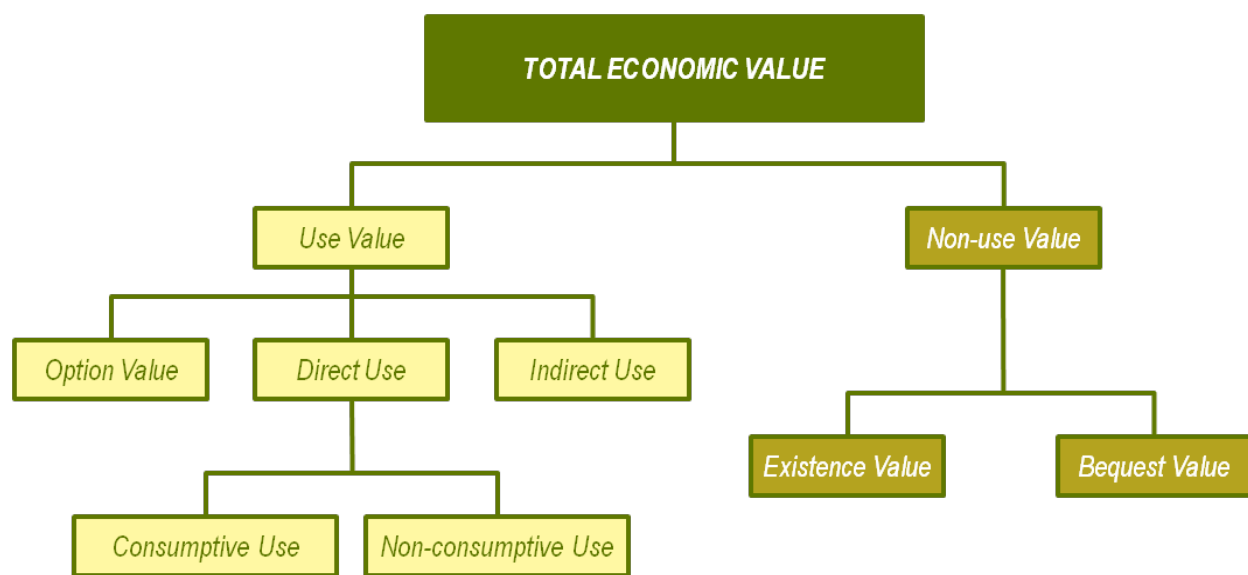 TOTAL ECONOMIC VALUE
Use Value
Non-use Value
Option Value
Direct Use
Indirect Use
Existence Value
Bequest Value
Consumptive Use
Non-consumptive Use